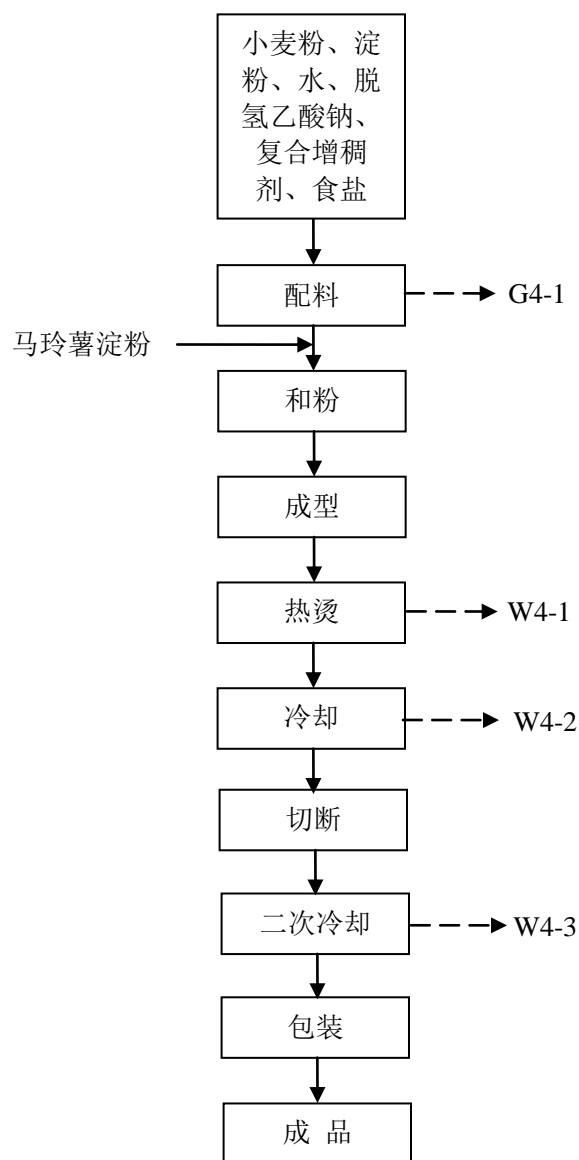 小麦粉、淀
粉、水、脱
氢乙酸钠、
复合增稠
剂、食盐
配料
G4-1
马玲薯淀粉
和粉
成型
热烫
W4-1
冷却
W4-2
切断
二次冷却
W4-3
包装
成 品